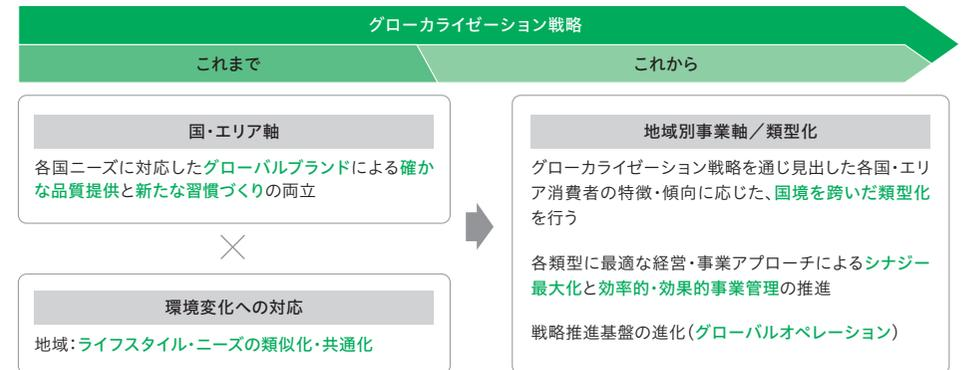 グローカライゼーション戦略
これまで
これから
国・エリア軸
各国ニーズに対応したグローバルブランドによる確か
な品質提供と新たな習慣づくりの両立
環境変化への対応
地域：ライフスタイル・ニーズの類似化・共通化
地域別事業軸／類型化
グローカライゼーション戦略を通じ見出した各国・エリ
ア消費者の特徴・傾向に応じた、国境を跨いだ類型化
を行う
各類型に最適な経営・事業アプローチによるシナジー
最大化と効率的・効果的事業管理の推進
戦略推進基盤の進化（グローバルオペレーション）